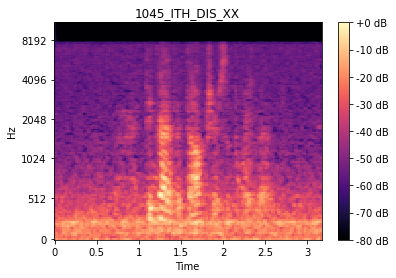 1045_ITH_DIS_XX
+0 dB
8192
-10 dB
4096
-20 dB
-30 dB
2048
Hz
-40 dB
1024
-50 dB
512
-60 dB
-70 dB
0
-80 dB
0 0.5 1 1.5 2 2.5 3
Time